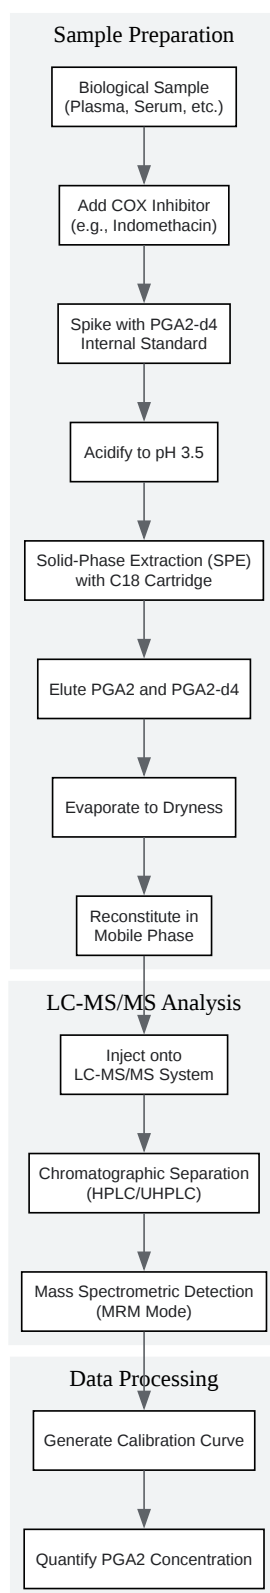 Sample Preparation
Biological Sample
(Plasma, Serum, etc.)
Add COX Inhibitor
(e.g., Indomethacin)
Spike with PGA2-d4
Internal Standard
Acidify to pH 3.5
Solid-Phase Extraction (SPE)
with C18 Cartridge
Elute PGA2 and PGA2-d4
Evaporate to Dryness
Reconstitute in
Mobile Phase
LC-MS/MS Analysis
Inject onto
LC-MS/MS System
Chromatographic Separation
(HPLC/UHPLC)
Mass Spectrometric Detection
(MRM Mode)
Data Processing
Generate Calibration Curve
Quantify PGA2 Concentration